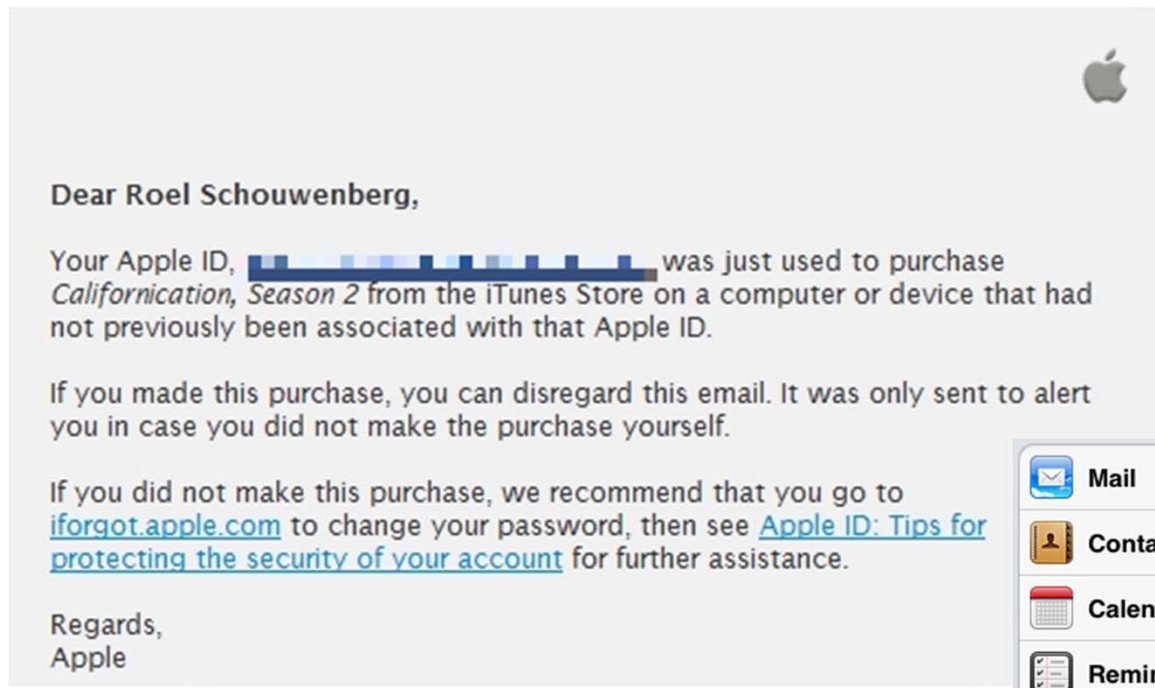 Dear Roel Schouwenberg,
Your Apple ID, was just used to purchase
Californication, Season 2 from the iTunes Store on a computer or device that had
not previously been associated with that Apple ID.
If you made this purchase, you can disregard this email. It was only sent to alert
you in case you did not make the purchase yourself.
If you did not make this purchase, we recommend that you go to
iforgot.apple.com to change your password, then see Apple ID: Tips for
protecting the security of your account for further assistance.
Regards,
Apple
Mail
Conta
Calen
Remin